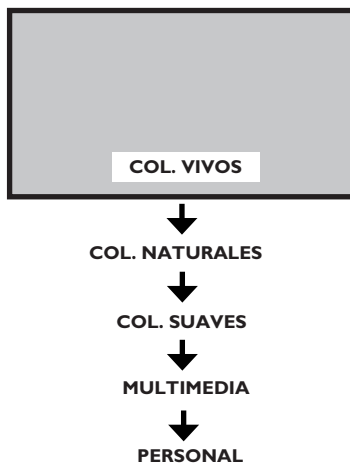 COL. VIVOS
COL. NATURALES
COL. SUAVES
MULTIMEDIA
PERSONAL